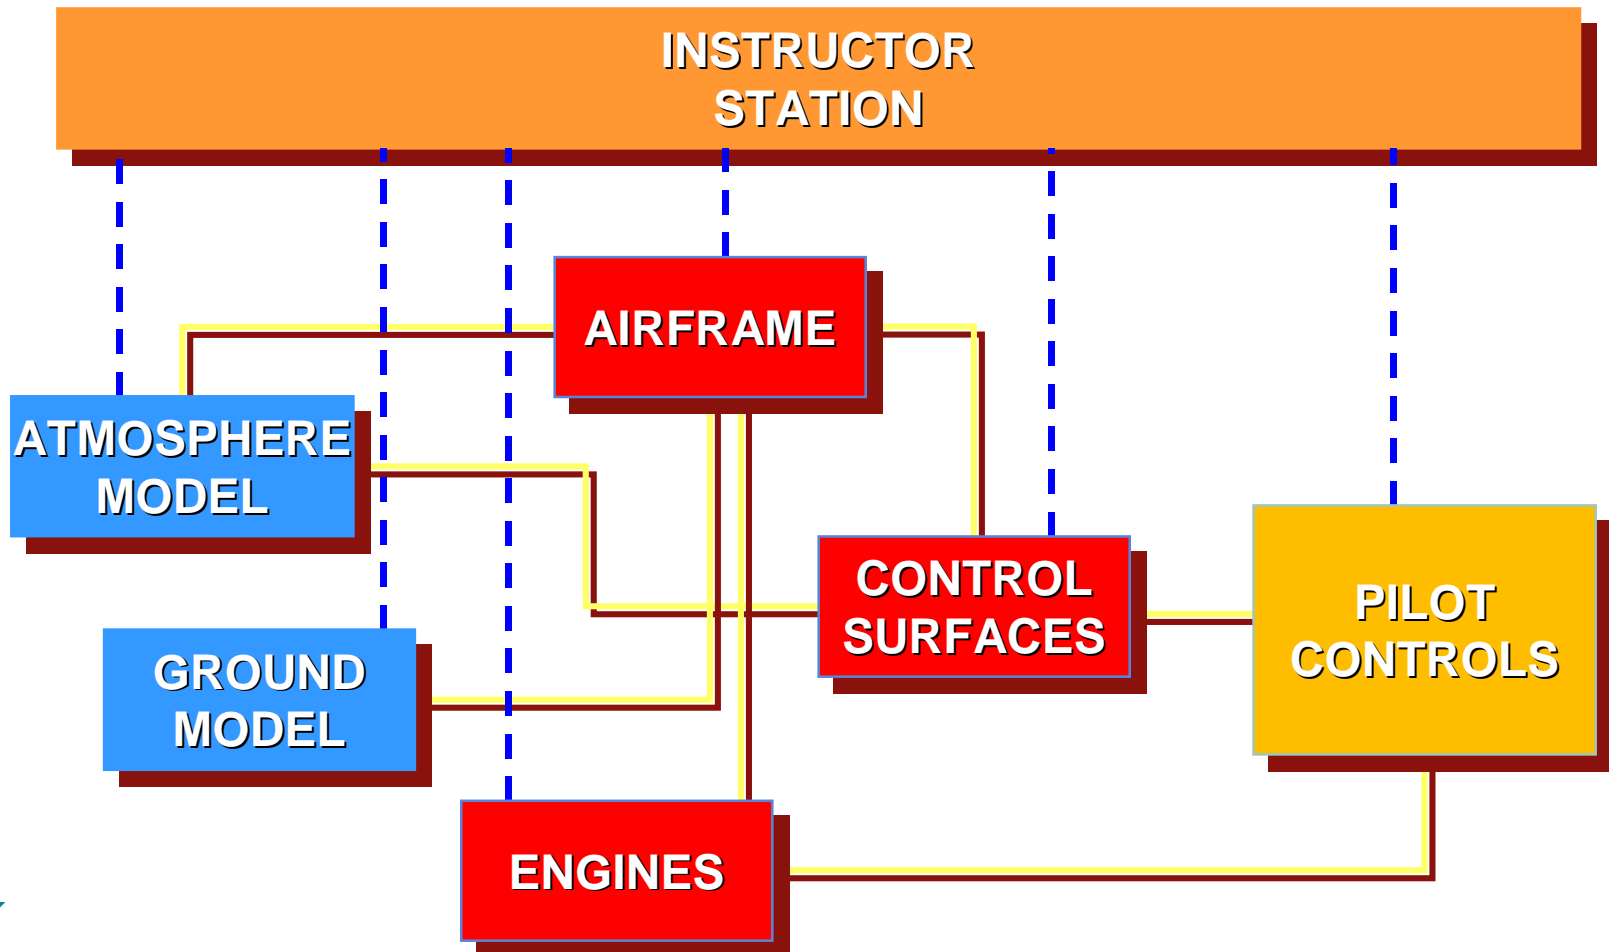 INSTRUCTOR
STATION
AIRFRAME
ATMOSPHERE
MODEL
CONTROL
SURFACES
PILOT
CONTROLS
GROUND
MODEL
ENGINES